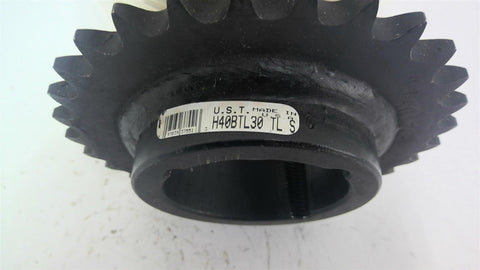 U.S.T. MADE IN
U S A
H40BTL30 TL S